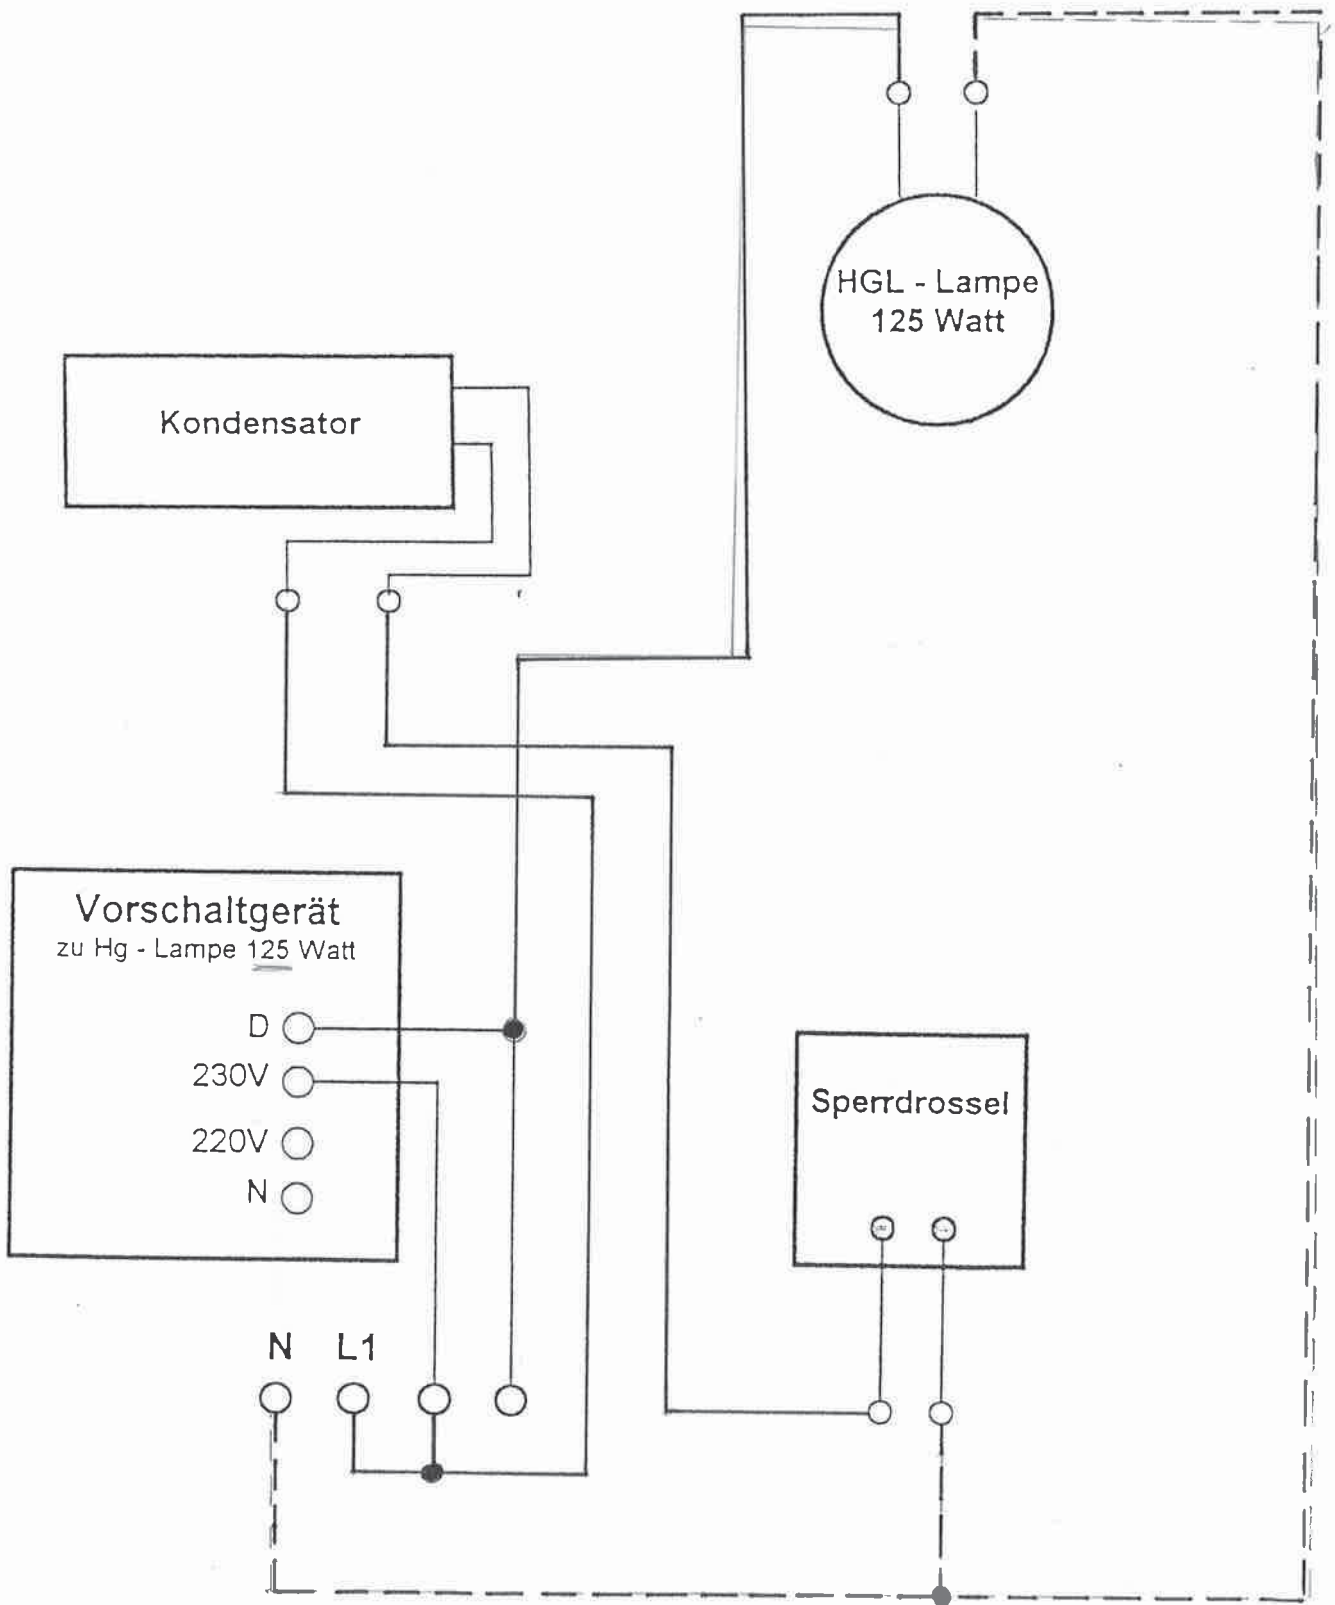 HGL - Lampe
125 Watt
Kondensator
Vorschaltgerät
zu Hg - Lampe 125 Watt
D
230V
220V
N
Sperrdrossel
N L1